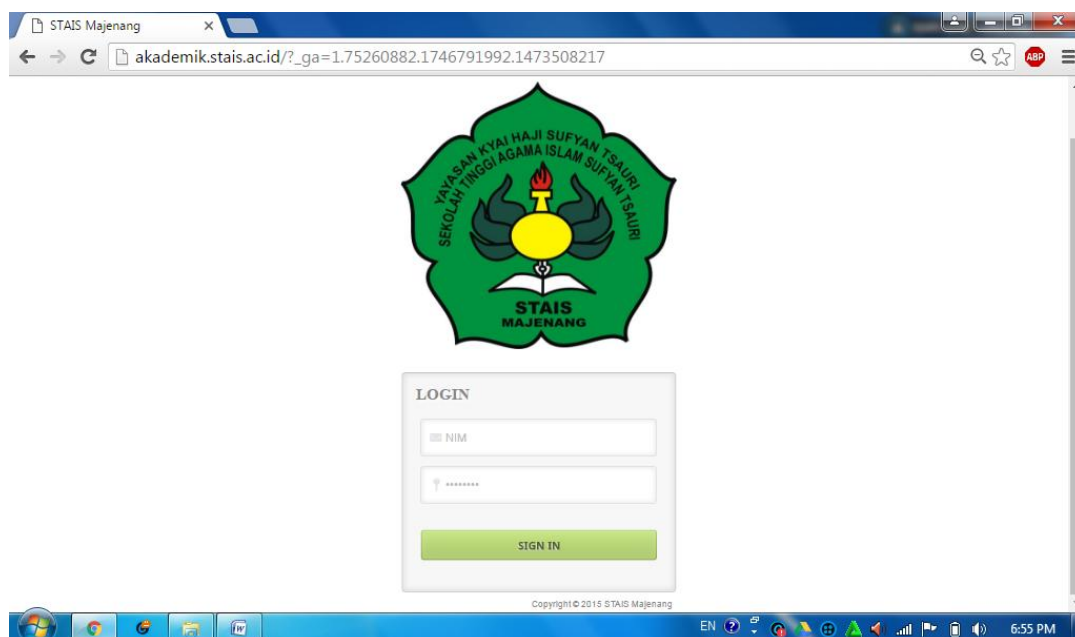 STAIS Majenang
akademik.stais.ac.id/?_ga=1.75260882.1746791992.1473508217
ABP
YAYASAN KYAI HAJI SUFYAN TSAURI
SEKOLAH TINGGI AGAMA ISLAM SUFYAN TSAURI
STAIS
MAJENANG
LOGIN
NIM
••••••••
SIGN IN
Copyright © 2015 STAIS Majenang
EN
6:55 PM